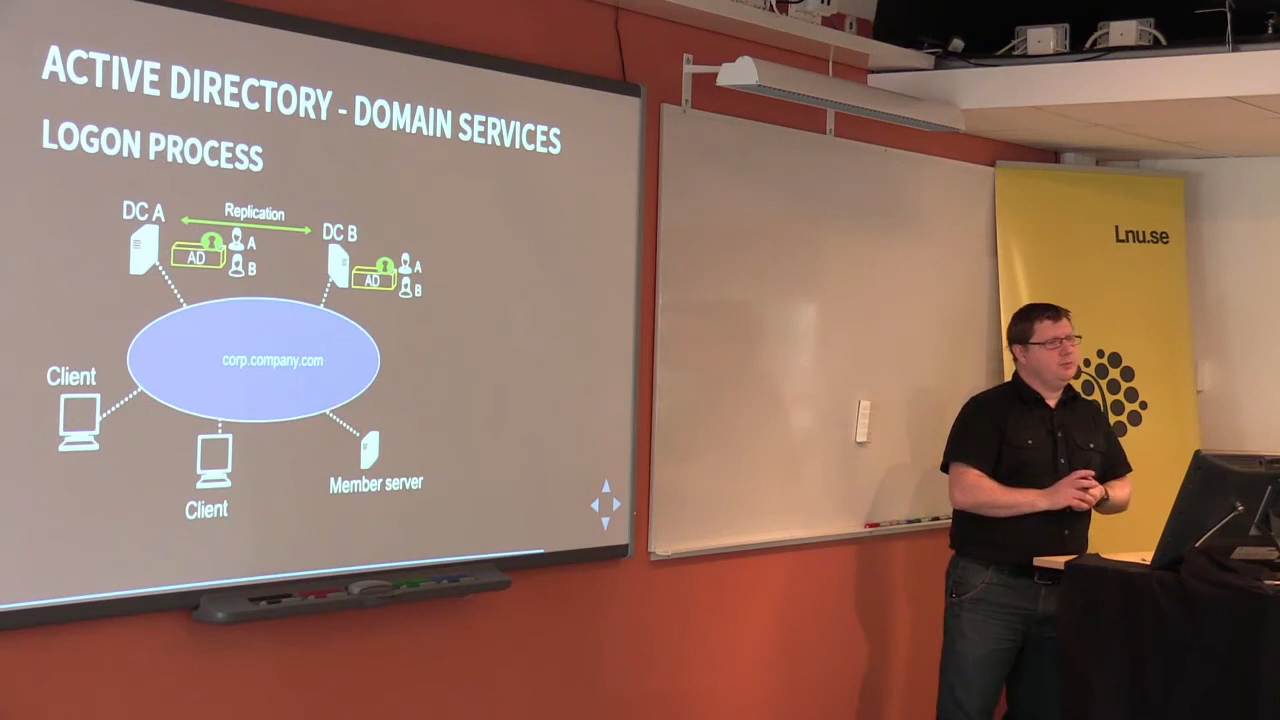 ACTIVE DIRECTORY - DOMAIN SERVICES
LOGON PROCESS
DC A
Replication
DC B
AD
A
B
AD
A
B
corp.company.com
Client
Client
Member server
Lnu.se